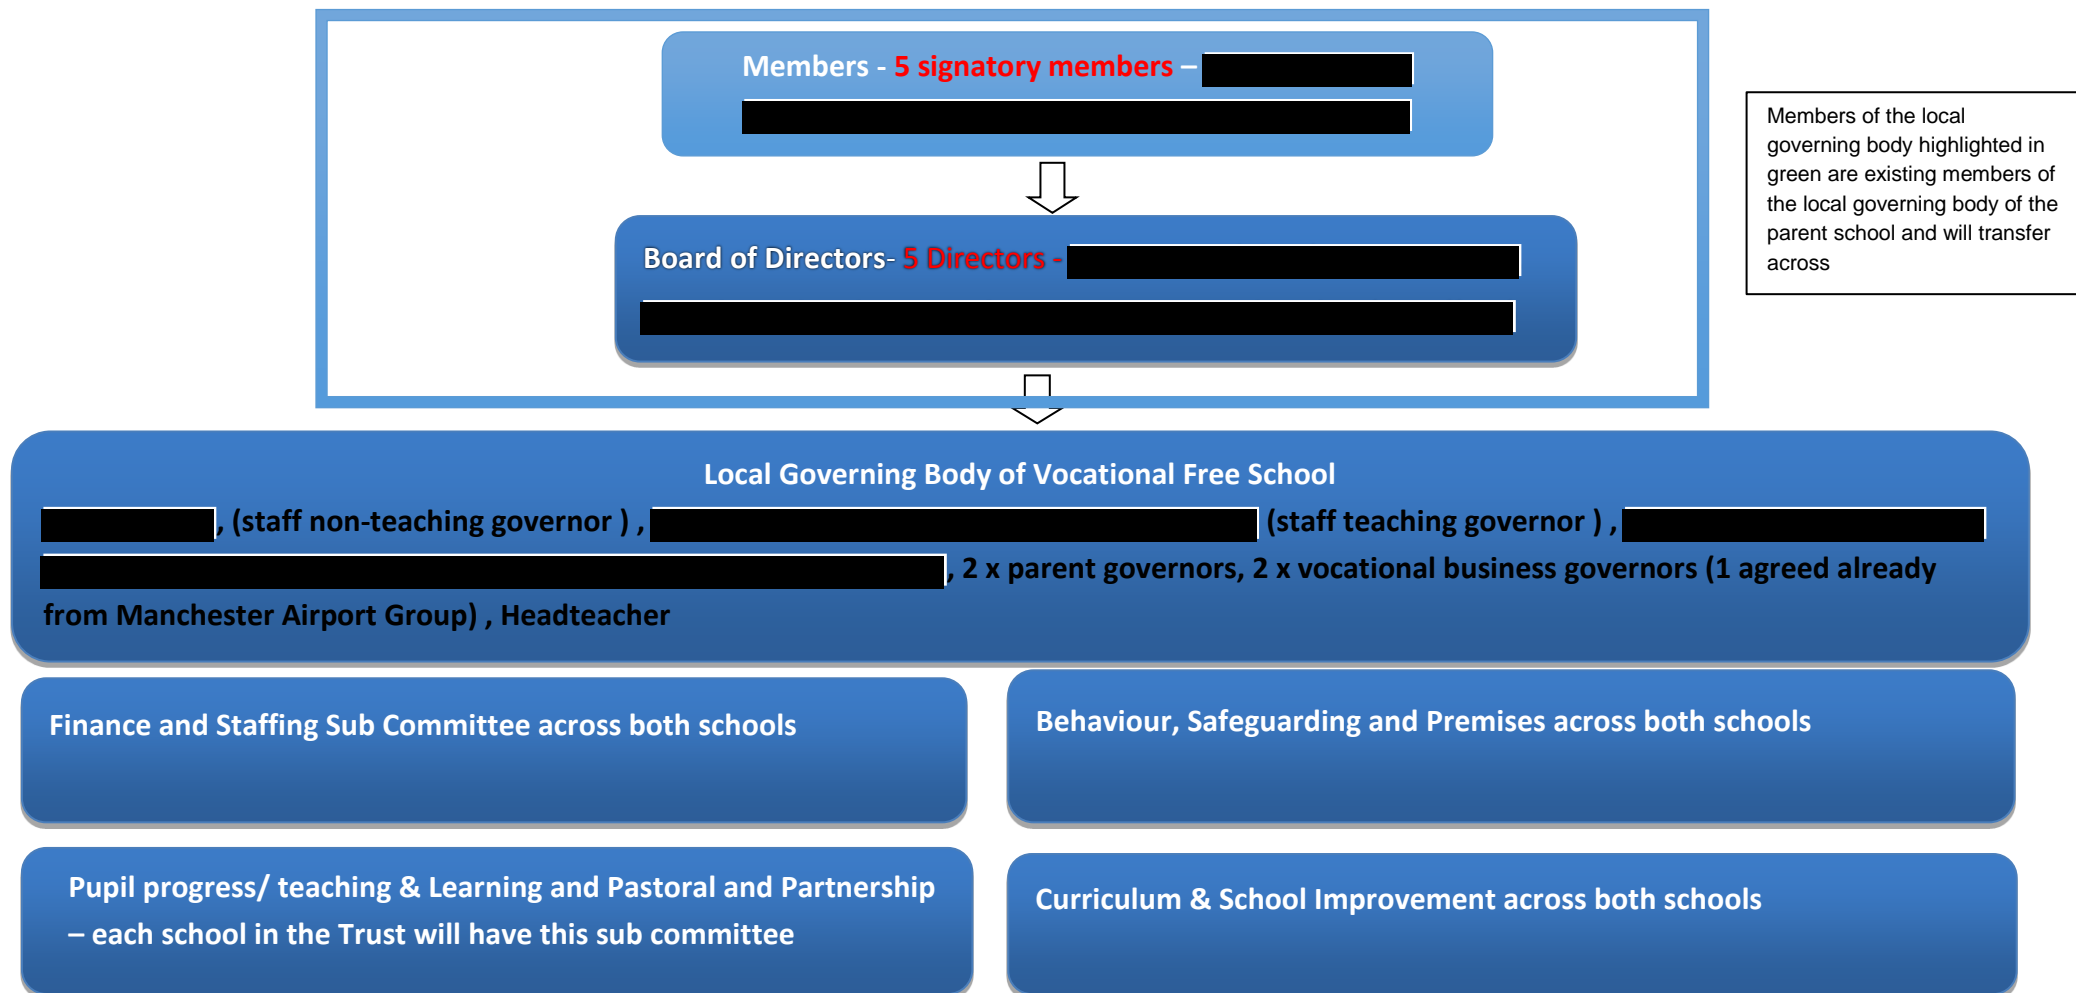 Members - 5 signatory members –
Members of the local
governing body highlighted in
green are existing members of
the local governing body of the
parent school and will transfer
across
Board of Directors- 5 Directors -
Local Governing Body of Vocational Free School
, (staff non-teaching governor ) , (staff teaching governor ) ,
, 2 x parent governors, 2 x vocational business governors (1 agreed already
from Manchester Airport Group) , Headteacher
Finance and Staffing Sub Committee across both schools
Behaviour, Safeguarding and Premises across both schools
Pupil progress/ teaching & Learning and Pastoral and Partnership
– each school in the Trust will have this sub committee
Curriculum & School Improvement across both schools